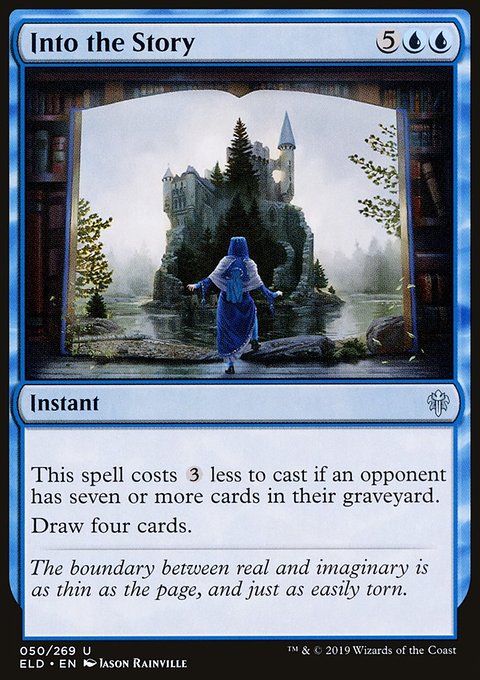 Into the Story 5
Instant
This spell costs 3 less to cast if an opponent
has seven or more cards in their graveyard.
Draw four cards.
The boundary between real and imaginary is
as thin as the page, and just as easily torn.
050/269 U
ELD • EN Jason Rainville
™ & © 2019 Wizards of the Coast